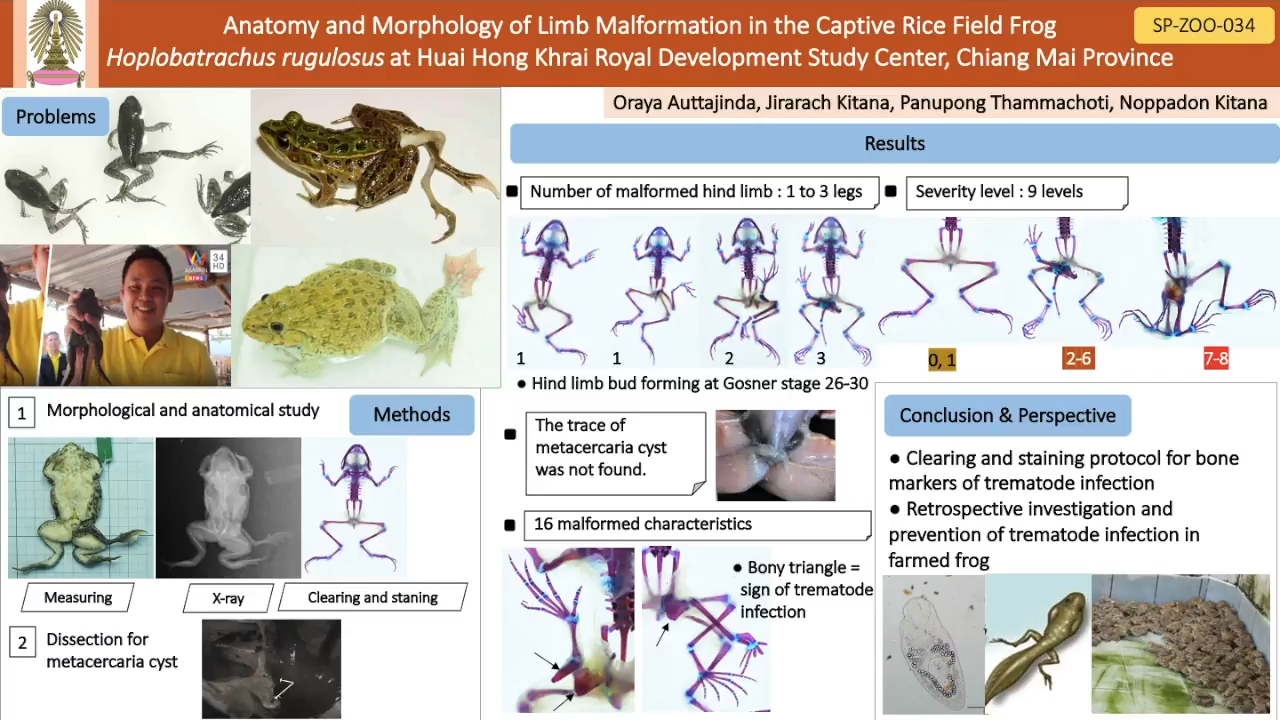 Anatomy and Morphology of Limb Malformation in the Captive Rice Field Frog
Hoplobatrachus rugulosus at Huai Hong Khrai Royal Development Study Center, Chiang Mai Province
SP-ZOO-034
Oraya Auttajinda, Jirarach Kitana, Panupong Thammachoti, Noppadon Kitana
Problems
34
HD
AMARIN
NEWS
1
Morphological and anatomical study
Methods
Measuring
X-ray
Clearing and staning
2
Dissection for
metacercaria cyst
Results
Number of malformed hind limb : 1 to 3 legs
1
1
2
3
● Hind limb bud forming at Gosner stage 26-30
Severity level : 9 levels
0, 1
2-6
7-8
The trace of
metacercaria cyst
was not found.
16 malformed characteristics
● Bony triangle =
sign of trematode
infection
Conclusion & Perspective
● Clearing and staining protocol for bone
markers of trematode infection
● Retrospective investigation and
prevention of trematode infection in
farmed frog